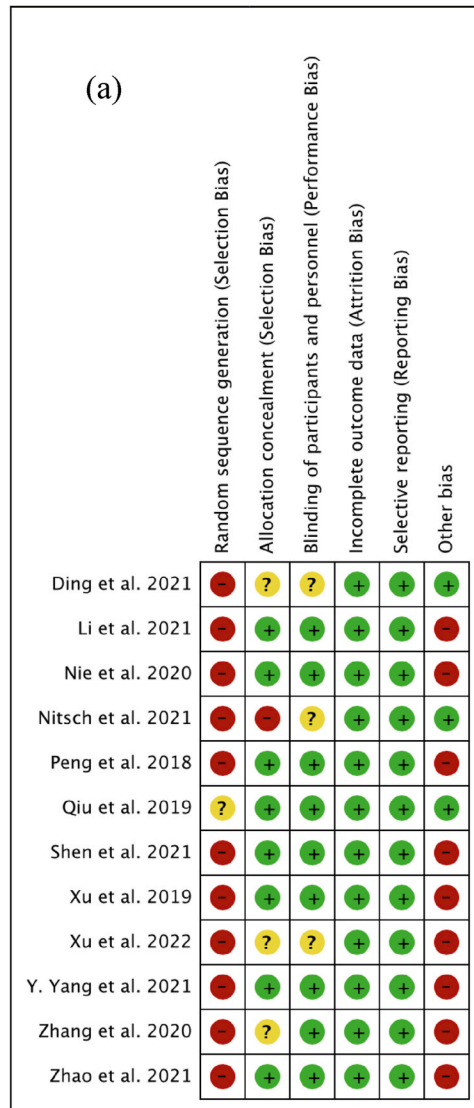 (a)
Random sequence generation (Selection Bias)
Allocation concealment (Selection Bias)
Blinding of participants and personnel (Performance Bias)
Incomplete outcome data (Attrition Bias)
Selective reporting (Reporting Bias)
Other bias
Ding et al. 2021 - ? ? + + +
Li et al. 2021 - + + + + -
Nie et al. 2020 - + + + + -
Nitsch et al. 2021 - - ? + + +
Peng et al. 2018 - + + + + -
Qiu et al. 2019 ? + + + + +
Shen et al. 2021 - + + + + -
Xu et al. 2019 - + + + + -
Xu et al. 2022 - ? ? + + -
Y. Yang et al. 2021 - + + + + -
Zhang et al. 2020 - ? + + + -
Zhao et al. 2021 - + + + + -